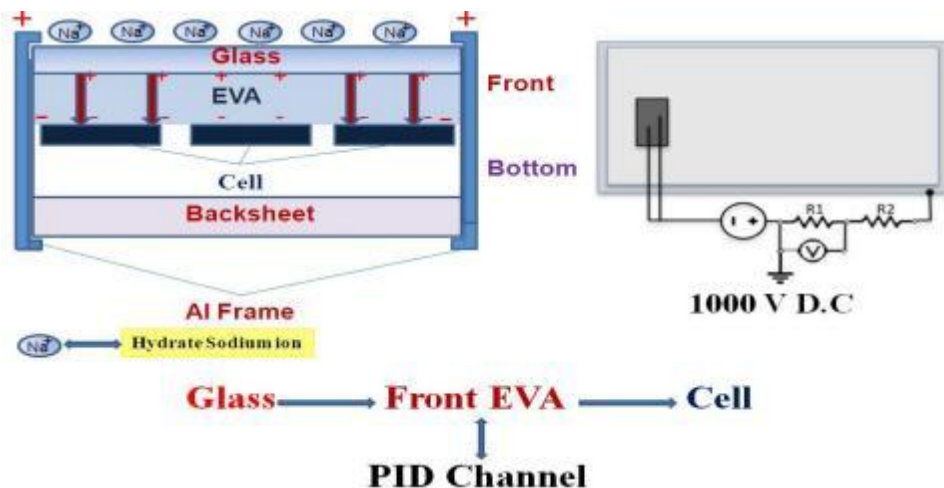 + Na+ Na+ Na+ Na+ Na+ Na+ +
Glass
+ + + + + +
EVA
Front
- - - - - -
Cell
Bottom
Backsheet
Al Frame
Na+ Hydrate Sodium ion
R1 R2
- +
V
1000 V D.C
Glass Front EVA Cell
PID Channel